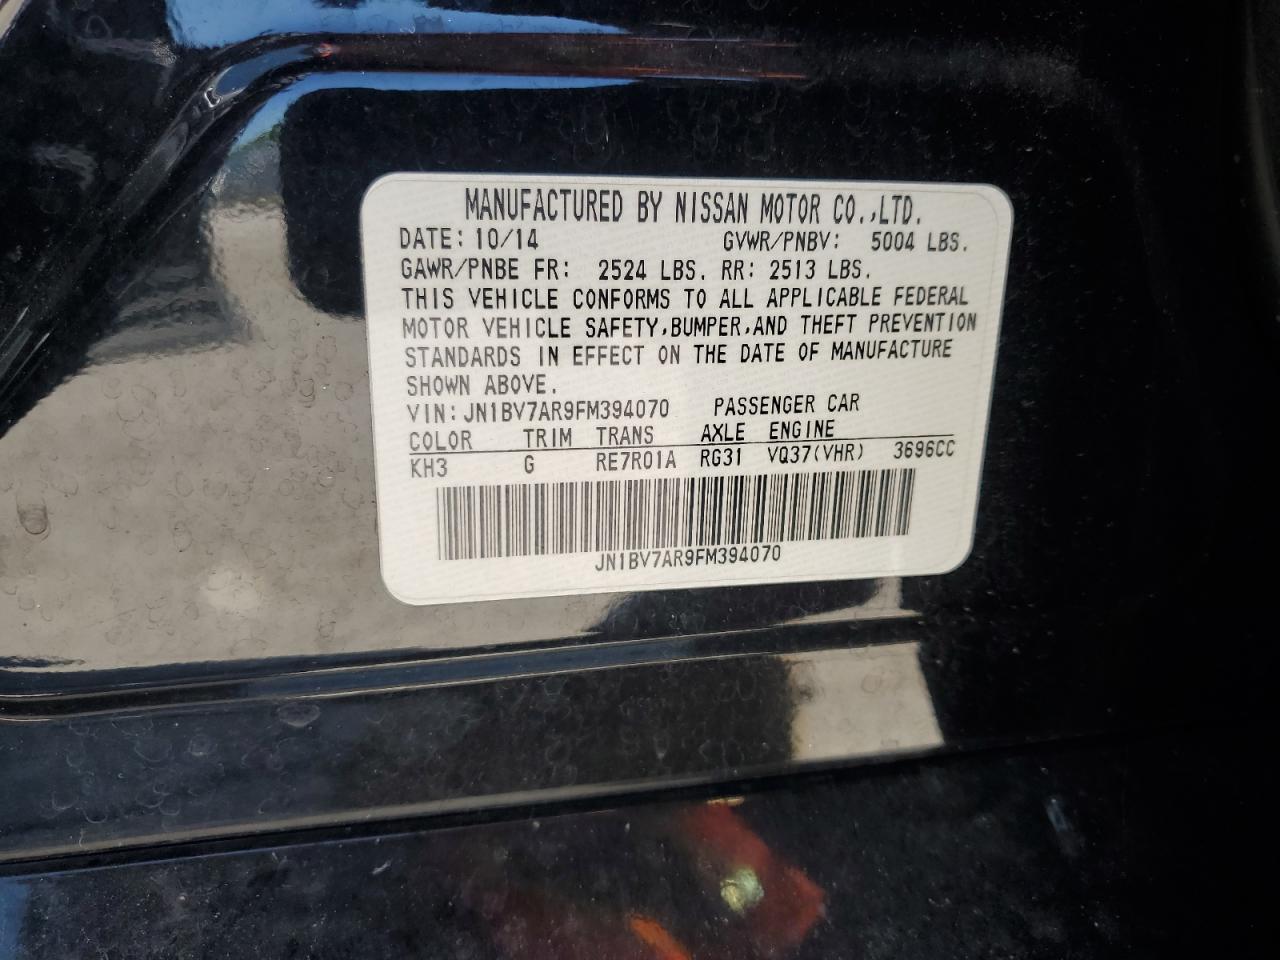 MANUFACTURED BY NISSAN MOTOR CO.,LTD.
DATE: 10/14 GVWR/PNBV: 5004 LBS.
GAWR/PNBE FR: 2524 LBS. RR: 2513 LBS.
THIS VEHICLE CONFORMS TO ALL APPLICABLE FEDERAL
MOTOR VEHICLE SAFETY,BUMPER,AND THEFT PREVENTION
STANDARDS IN EFFECT ON THE DATE OF MANUFACTURE
SHOWN ABOVE.
VIN: JN1BV7AR9FM394070 PASSENGER CAR
COLOR TRIM TRANS AXLE ENGINE
KH3 G RE7R01A RG31 VQ37(VHR) 3696CC
JN1BV7AR9FM394070